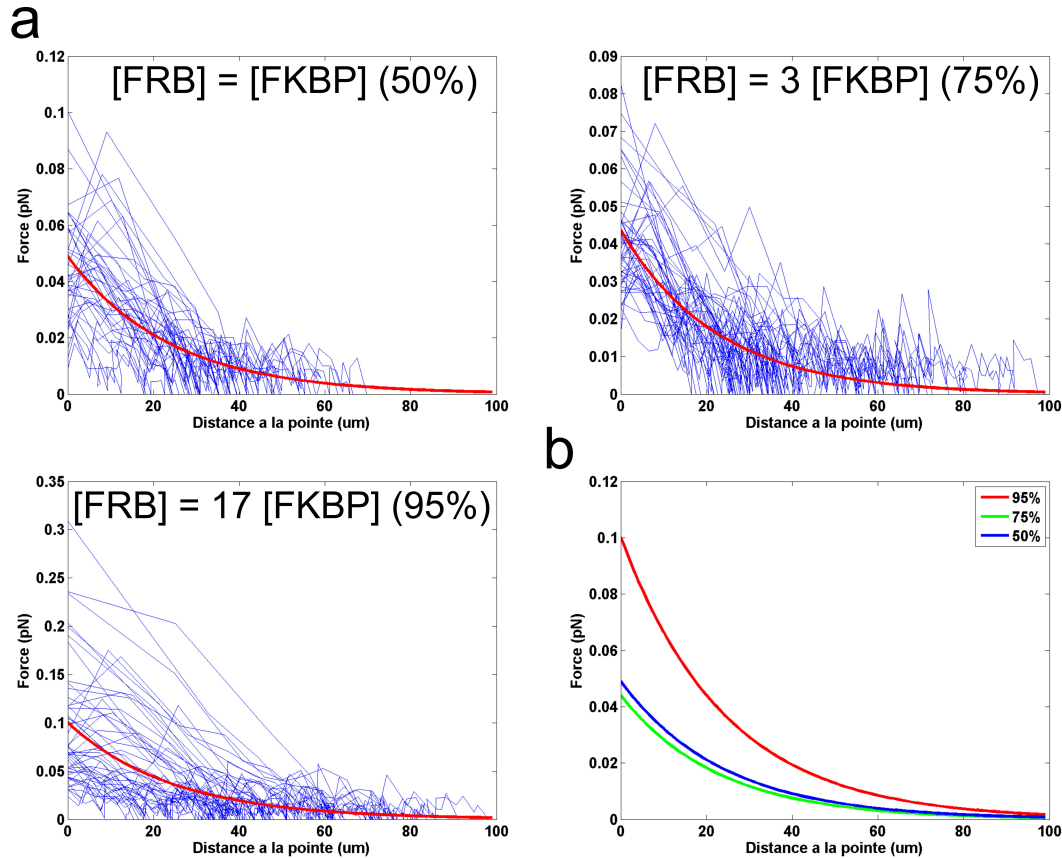 a
[FRB] = [FKBP] (50%)
0.12
0.1
0.08
0.06
0.04
0.02
0
Force (pN)
0 20 40 60 80 100
Distance a la pointe (um)
[FRB] = 3 [FKBP] (75%)
0.09
0.08
0.07
0.06
0.05
0.04
0.03
0.02
0.01
0
Force (pN)
0 20 40 60 80 100
Distance a la pointe (um)
[FRB] = 17 [FKBP] (95%)
0.35
0.3
0.25
0.2
0.15
0.1
0.05
0
Force (pN)
0 20 40 60 80 100
Distance a la pointe (um)
b
95%
75%
50%
0.12
0.1
0.08
0.06
0.04
0.02
0
Force (pN)
0 20 40 60 80 100
Distance a la pointe (um)